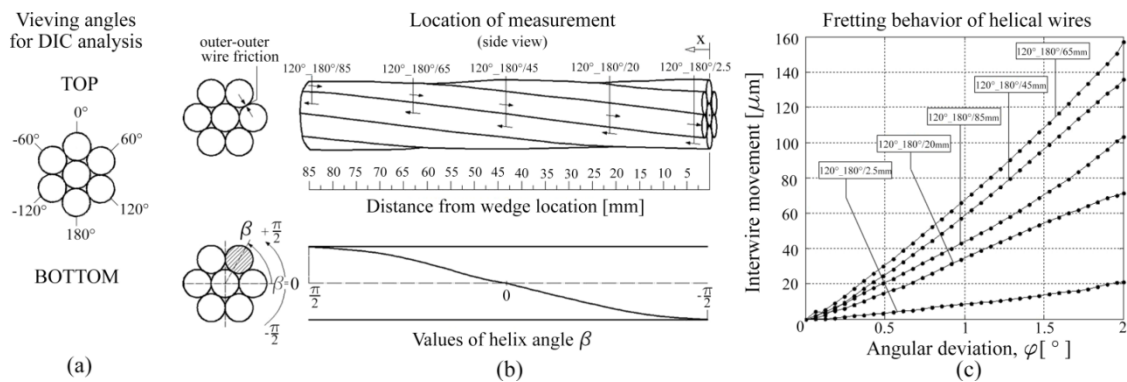 Vieving angles
for DIC analysis
TOP
0°
-60°
60°
-120°
120°
180°
BOTTOM
(a)
Location of measurement
(side view)
outer-outer
wire friction
x
120°_180°/85
120°_180°/65
120°_180°/45
120°_180°/20
120°_180°/2.5
85 75 65 55 45 35 25 15 5
80 70 60 50 40 30 20 10
Distance from wedge location [mm]
β
+π/2
β=0
-π/2
π/2
0
-π/2
Values of helix angle β
(b)
Fretting behavior of helical wires
160
140
120
100
80
60
40
20
0
0.5
1
1.5
2
120°_180°/65mm
120°_180°/45mm
120°_180°/85mm
120°_180°/20mm
120°_180°/2.5mm
Interwire movement [μm]
Angular deviation, φ[°]
(c)